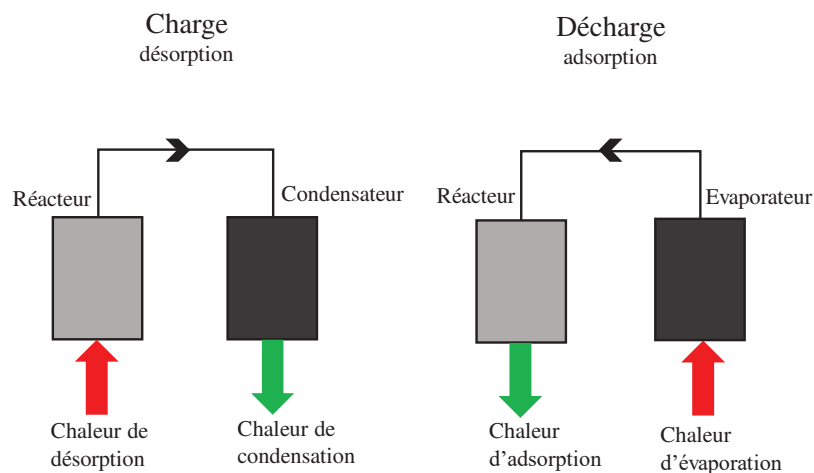 Charge
désorption
Réacteur
Condensateur
Chaleur de
désorption
Chaleur de
condensation
Décharge
adsorption
Réacteur
Evaporateur
Chaleur
d’adsorption
Chaleur
d’évaporation